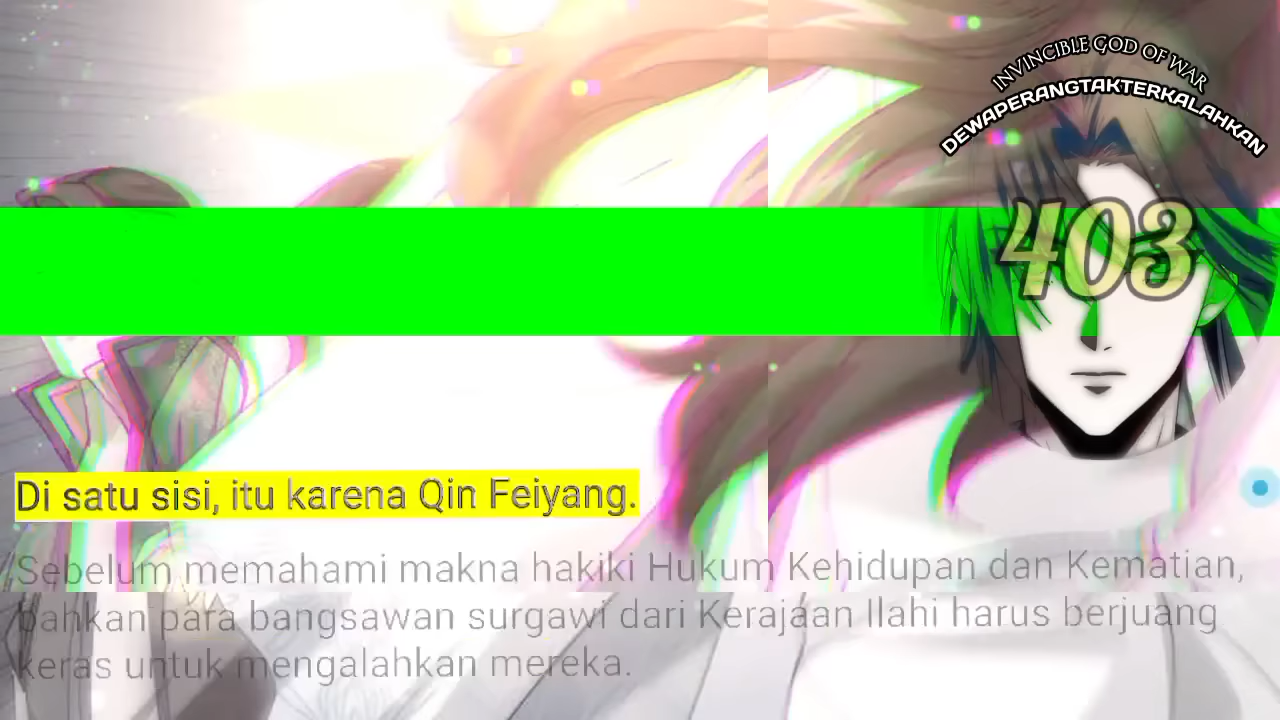 INVINCIBLE GOD OF WAR
DEWAPERANGTAKTERKALAHKAN
403
Di satu sisi, itu karena Qin Feiyang.
Sebelum memahami makna hakiki Hukum Kehidupan dan Kematian,
bahkan para bangsawan surgawi dari Kerajaan Ilahi harus berjuang
keras untuk mengalahkan mereka.